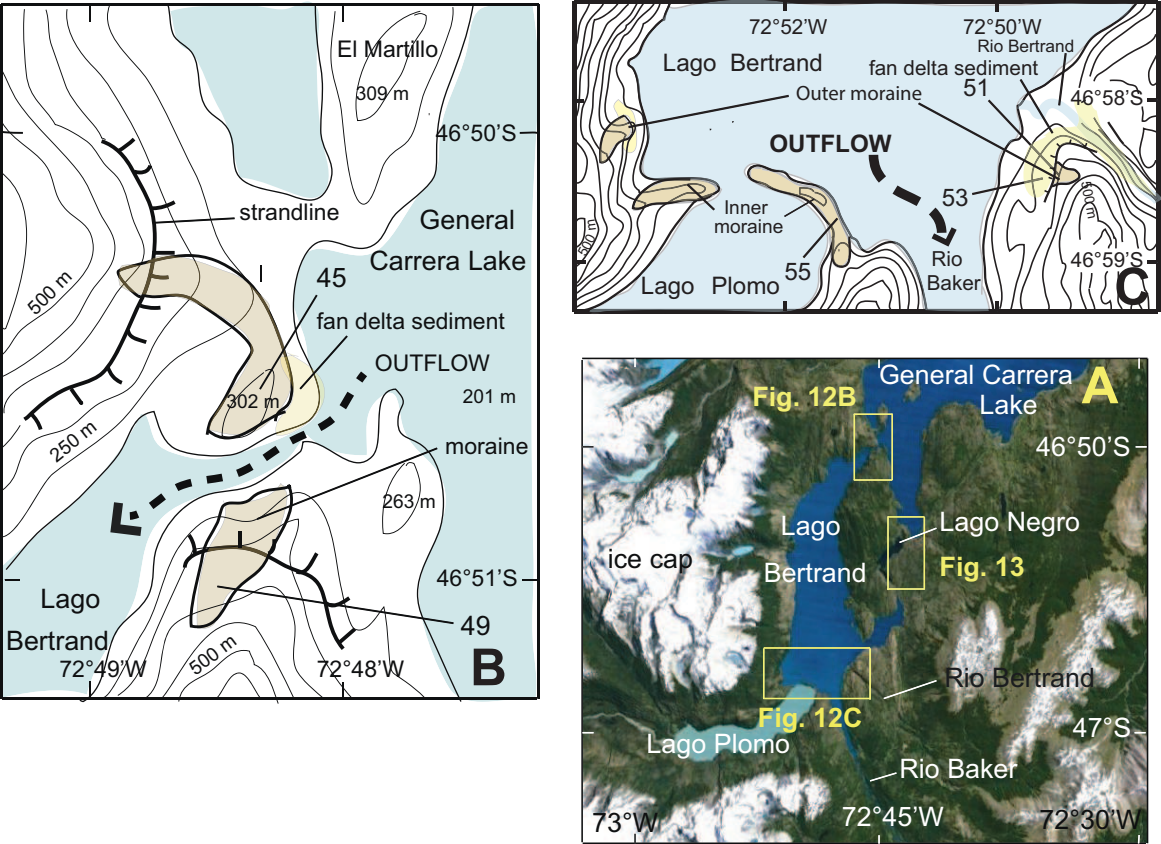 El Martillo
309 m
46°50'S
strandline
General
Carrera Lake
500 m
45
fan delta sediment
OUTFLOW
302 m
201 m
250 m
moraine
263 m
46°51'S
Lago
Bertrand
49
500 m
72°49'W
72°48'W
B
72°52'W
72°50'W
Rio Bertrand
Lago Bertrand
fan delta sediment
51
Outer moraine
46°58'S
OUTFLOW
53
Inner
moraine
500 m
500 m
55
Rio
Baker
46°59'S
Lago Plomo
C
General Carrera
Lake
A
Fig. 12B
46°50'S
Lago
Bertrand
Lago Negro
ice cap
Fig. 13
Rio Bertrand
Fig. 12C
47°S
Lago Plomo
Rio Baker
73°W
72°45'W
72°30'W